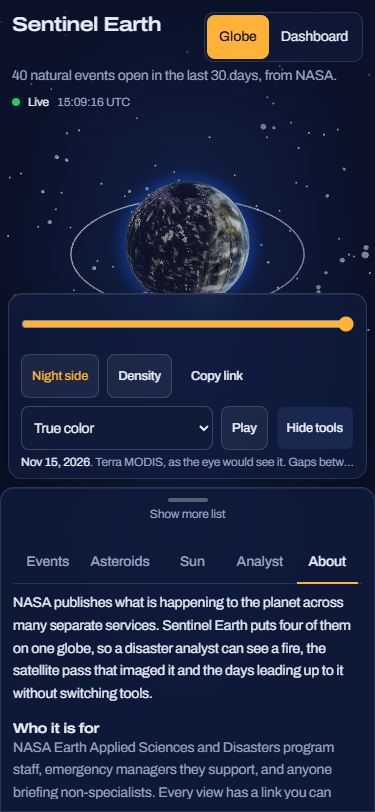 Sentinel Earth
Globe
Dashboard
40 natural events open in the last 30 days, from NASA.
Live 15:09:16 UTC
Night side
Density
Copy link
True color
Play
Hide tools
Nov 15, 2026. Terra MODIS, as the eye would see it. Gaps betw...
Show more list
Events
Asteroids
Sun
Analyst
About
NASA publishes what is happening to the planet across
many separate services. Sentinel Earth puts four of them
on one globe, so a disaster analyst can see a fire, the
satellite pass that imaged it and the days leading up to it
without switching tools.
Who it is for
NASA Earth Applied Sciences and Disasters program
staff, emergency managers they support, and anyone
briefing non-specialists. Every view has a link you can